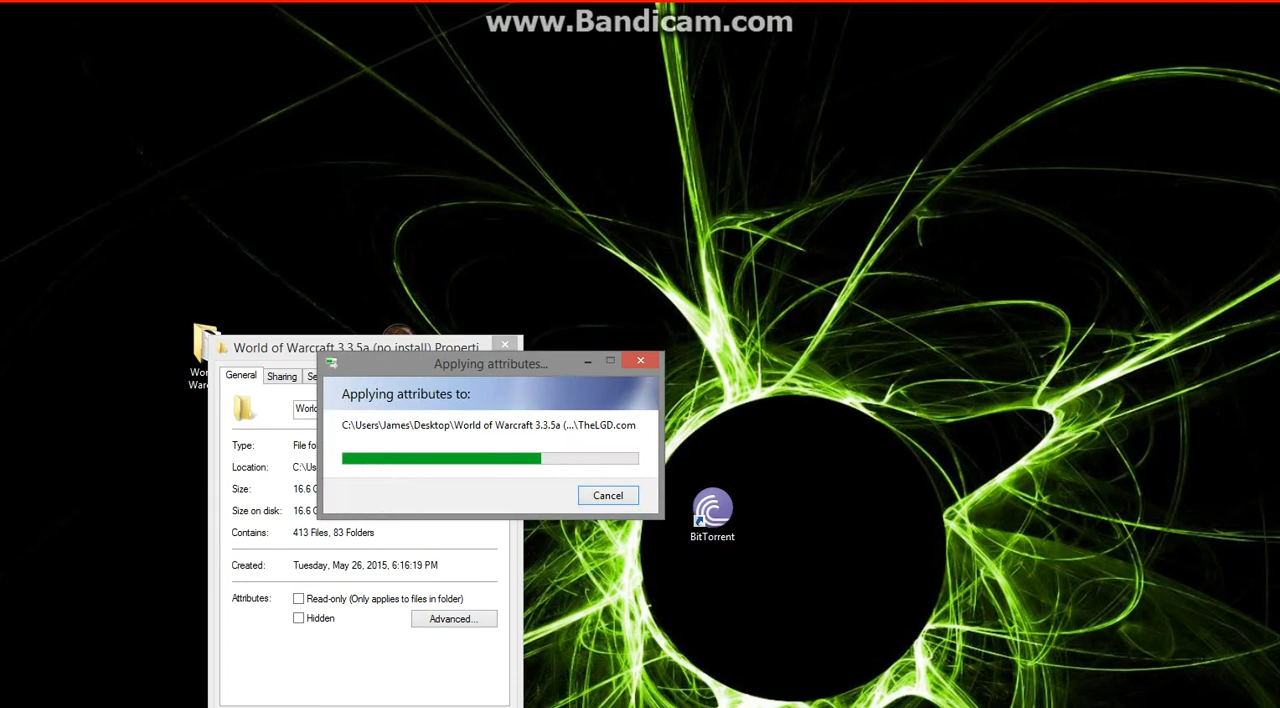 www.Bandicam.com
World of Warcraft 3.3.5a (no install) Properti
Applying attributes...
General
Sharing
Applying attributes to:
C:\Users\James\Desktop\World of Warcraft 3.3.5a (...\TheLGD.com
Type:
Location:
Size:
16.6
Size on disk:
16.6
Cancel
Contains:
413 Files, 83 Folders
Created:
Tuesday, May 26, 2015, 6:16:19 PM
Attributes:
Read-only (Only applies to files in folder)
Hidden
Advanced...
BitTorrent